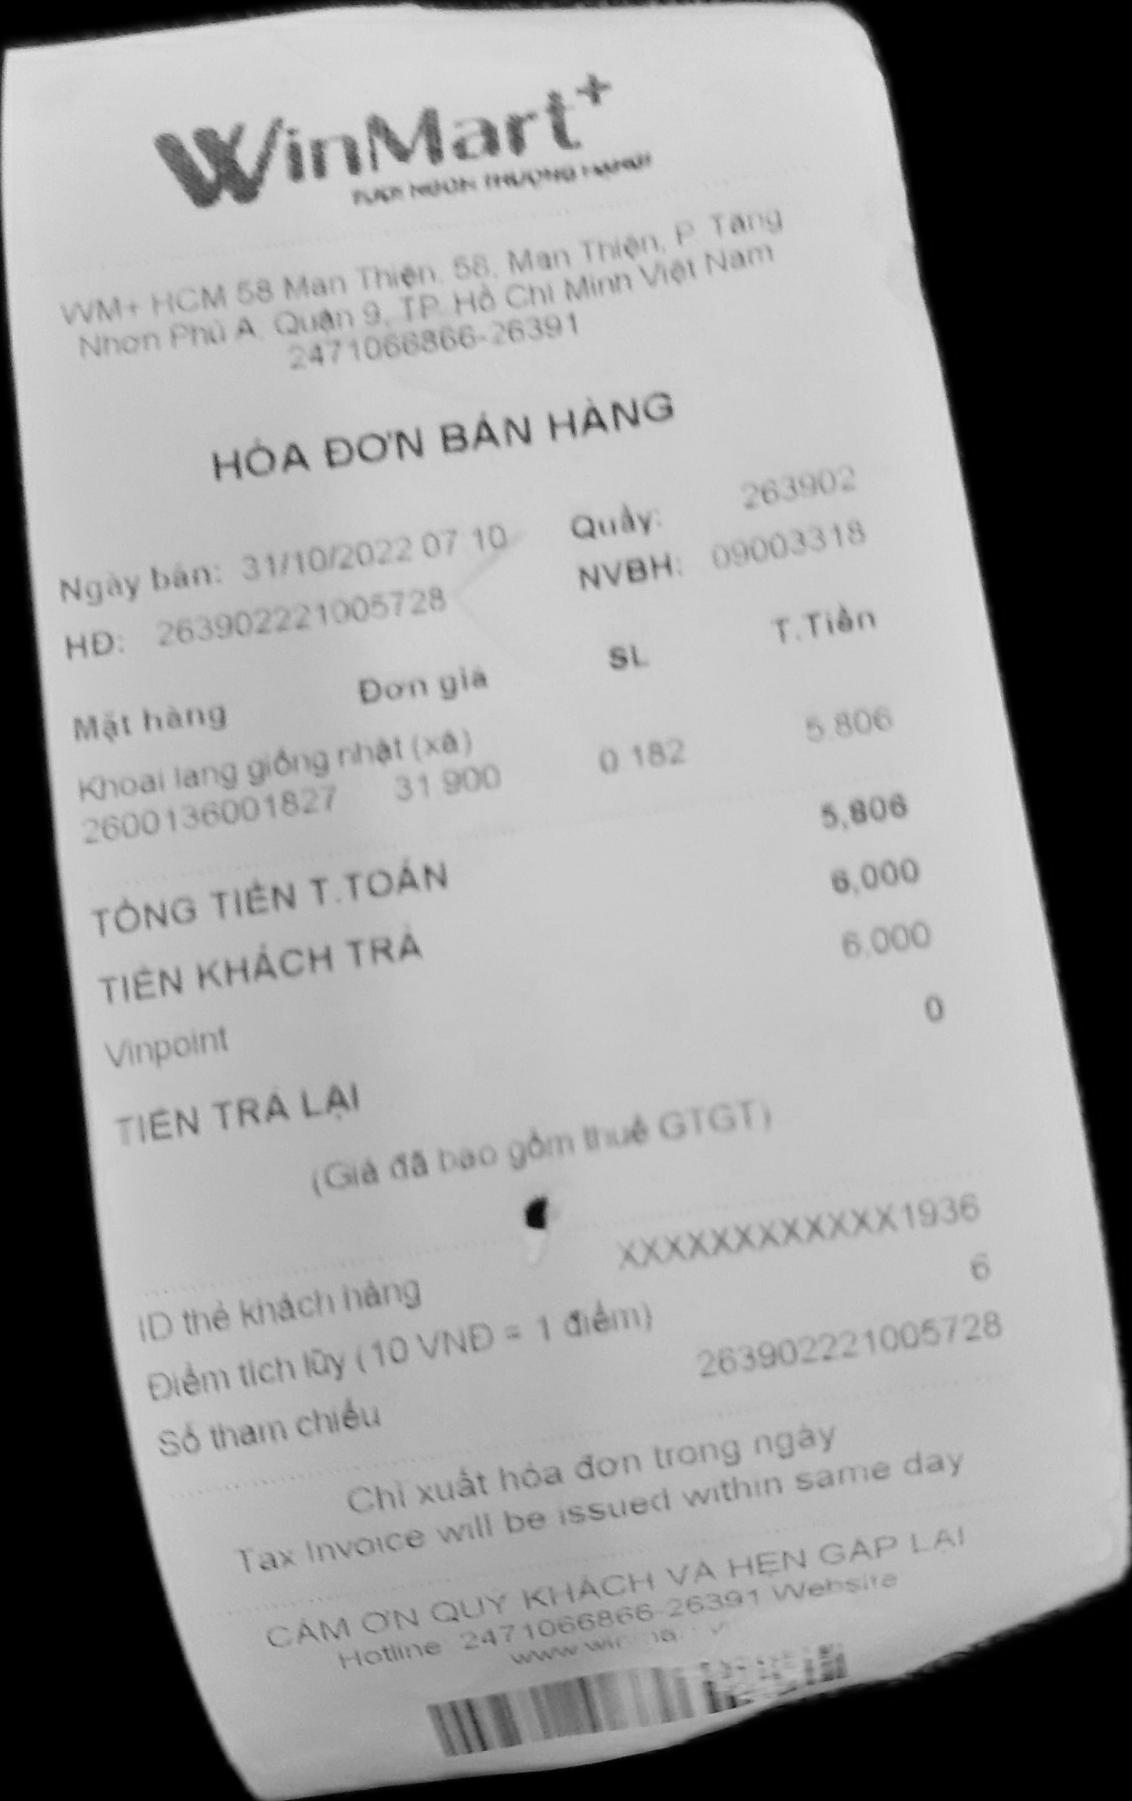 WinMart+
TƯƠI NGON THƯỢNG HẠNG!
WM+ HCM 58 Man Thiện, 58, Man Thiện, P. Tăng
Nhơn Phú A, Quận 9, TP. Hồ Chí Minh Việt Nam
2471066866-26391
HÓA ĐƠN BÁN HÀNG
Ngày bán: 31/10/2022 07:10 Quầy: 263902
HĐ: 263902221005728 NVBH: 09003318
Mặt hàng Đơn giá SL T.Tiền
Khoai lang giống nhật (xá)
2600136001827 31.900 0.182 5.806
TỔNG TIỀN T.TOÁN 5,806
TIỀN KHÁCH TRẢ 6,000
Vinpoint 6,000
TIỀN TRẢ LẠI 0
(Giá đã bao gồm thuế GTGT)
ID thẻ khách hàng XXXXXXXXXXXX1936
Điểm tích lũy (10 VNĐ = 1 điểm) 6
Số tham chiếu 263902221005728
Chỉ xuất hóa đơn trong ngày
Tax Invoice will be issued within same day
CẢM ƠN QUÝ KHÁCH VÀ HẸN GẶP LẠI
Hotline: 2471066866-26391 Website: